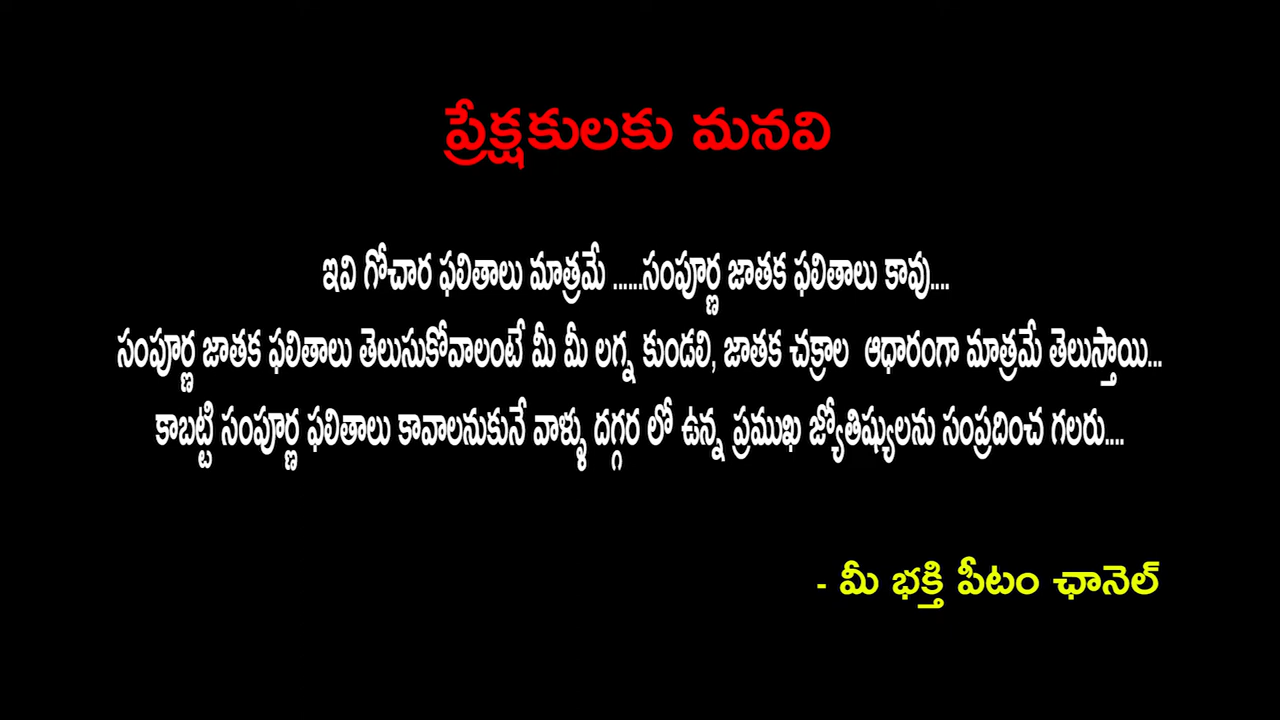 ప్రేక్షకులకు మనవి
ఇవి గోచార ఫలితాలు మాత్రమే ......సంపూర్ణ జాతక ఫలితాలు కావు....
సంపూర్ణ జాతక ఫలితాలు తెలుసుకోవాలంటే మీ మీ లగ్న కుండలి, జాతక చక్రాల ఆధారంగా మాత్రమే తెలుస్తాయి...
కాబట్టి సంపూర్ణ ఫలితాలు కావాలనుకునే వాళ్ళు దగ్గర లో ఉన్న ప్రముఖ జ్యోతిష్యులను సంప్రదించ గలరు....
- మీ భక్తి పీటం ఛానెల్